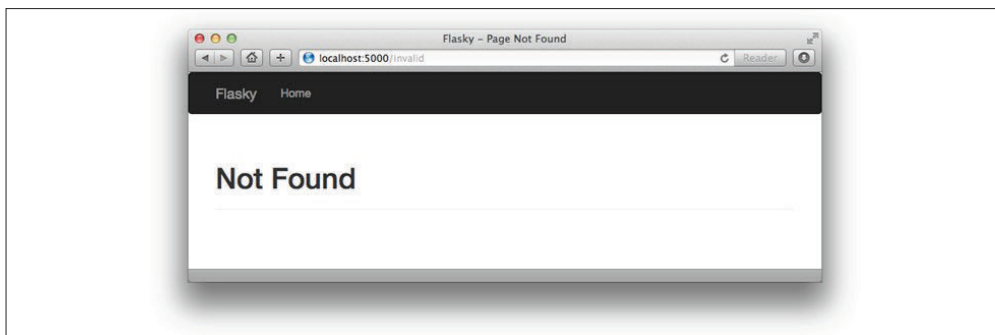 Flasky - Page Not Found
localhost:5000/invalid
Reader
Flasky Home
Not Found